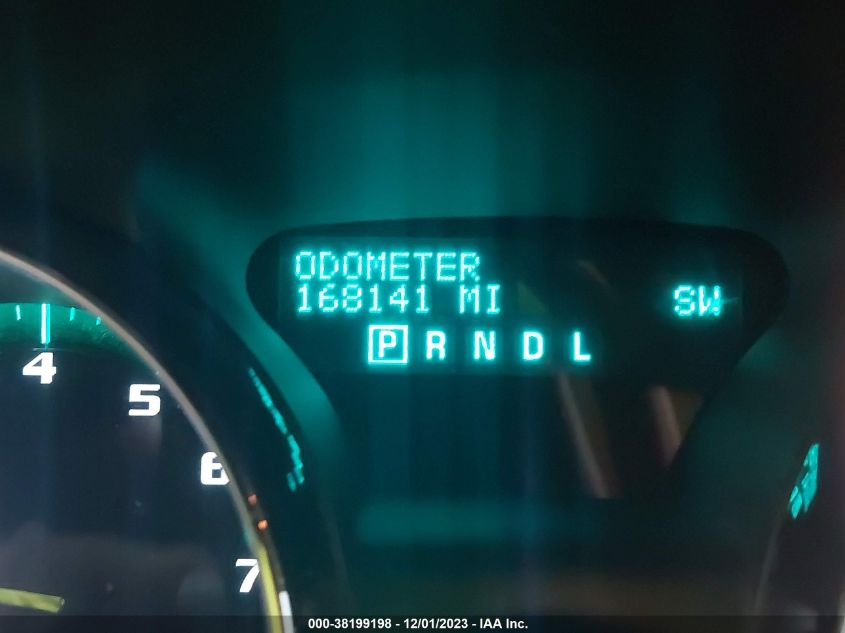 ODOMETER
168141 MI SW
P R N D L
4
5
6
7
000-38199198 - 12/01/2023 - IAA Inc.